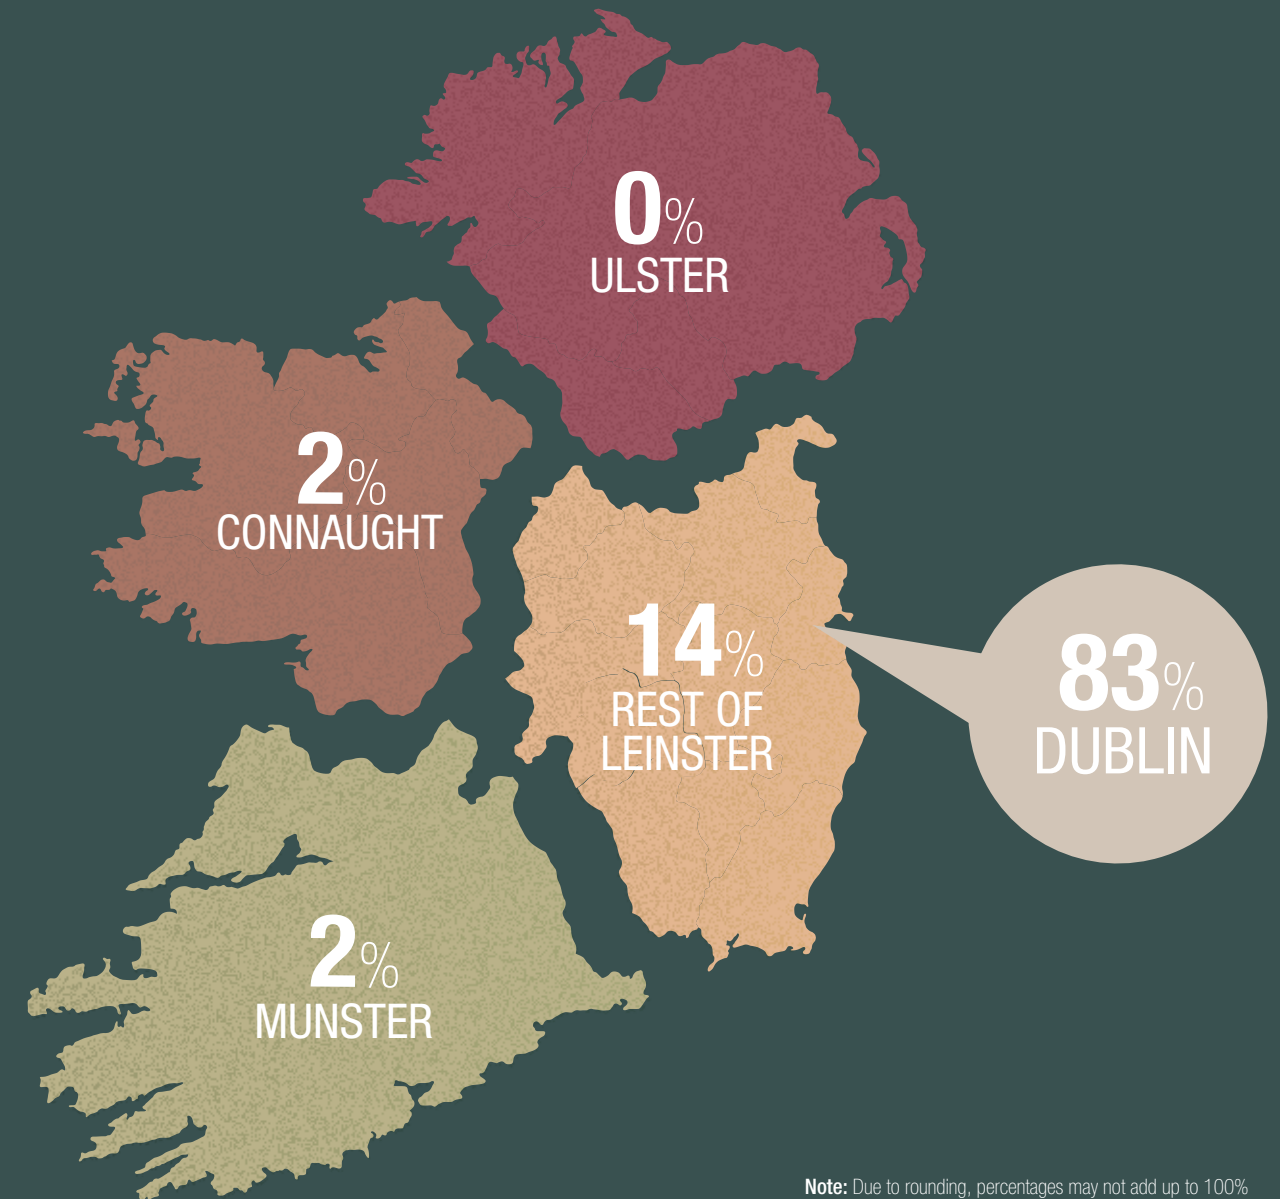 0%
ULSTER
2%
CONNAUGHT
14%
REST OF
LEINSTER
83%
DUBLIN
2%
MUNSTER
Note: Due to rounding, percentages may not add up to 100%